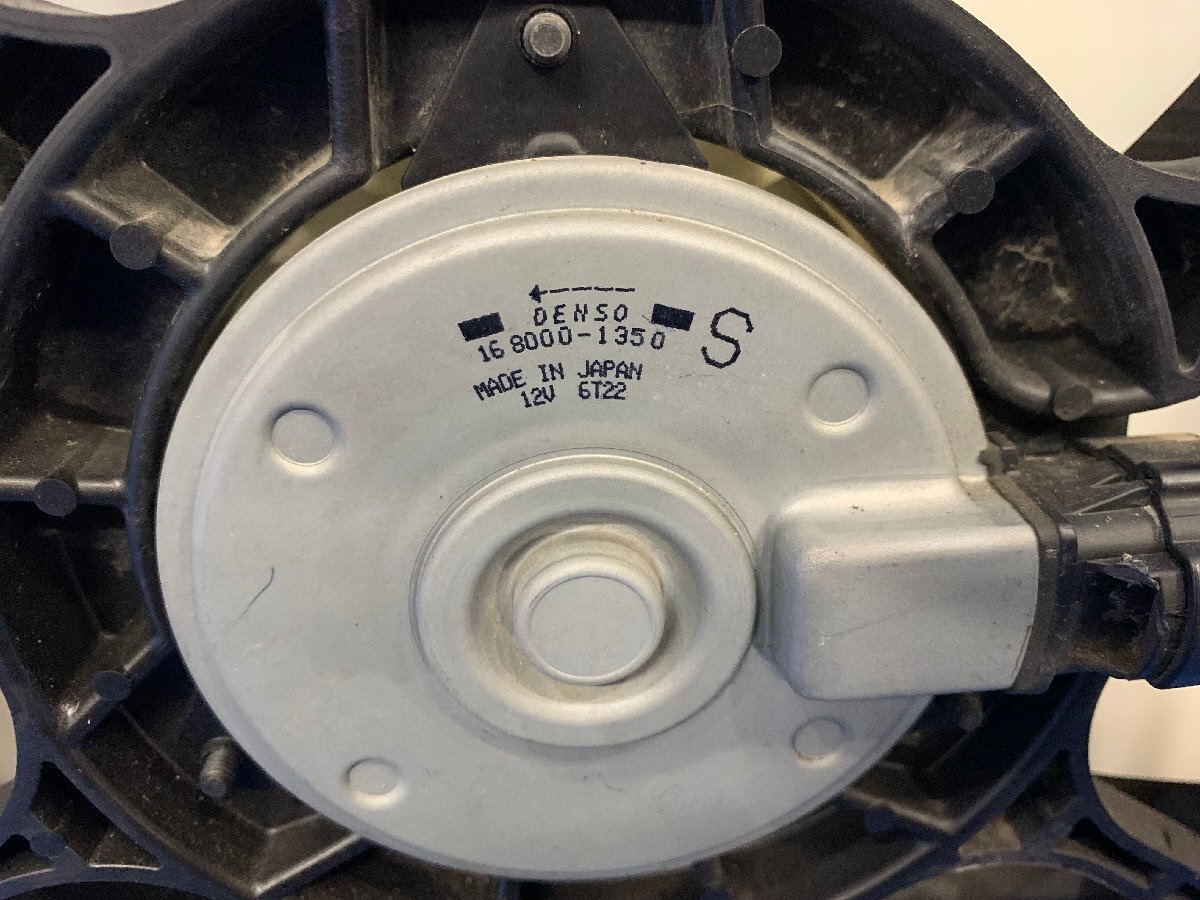 DENSO
168000-1350
S
MADE IN JAPAN
12V 6T22